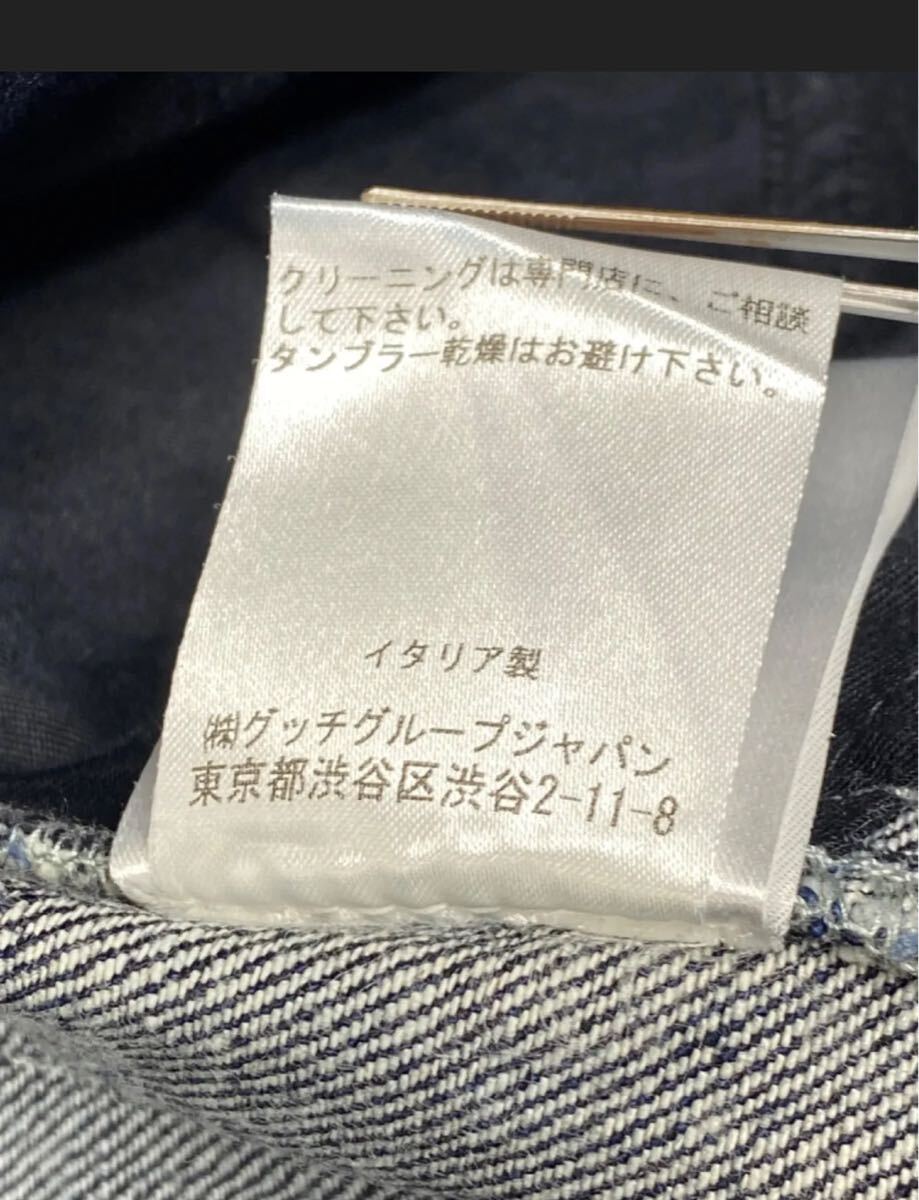 クリーニングは専門店に、ご相談
して下さい。
タンブラー乾燥はお避け下さい。
イタリア製
㈱グッチグループジャパン
東京都渋谷区渋谷2-11-8